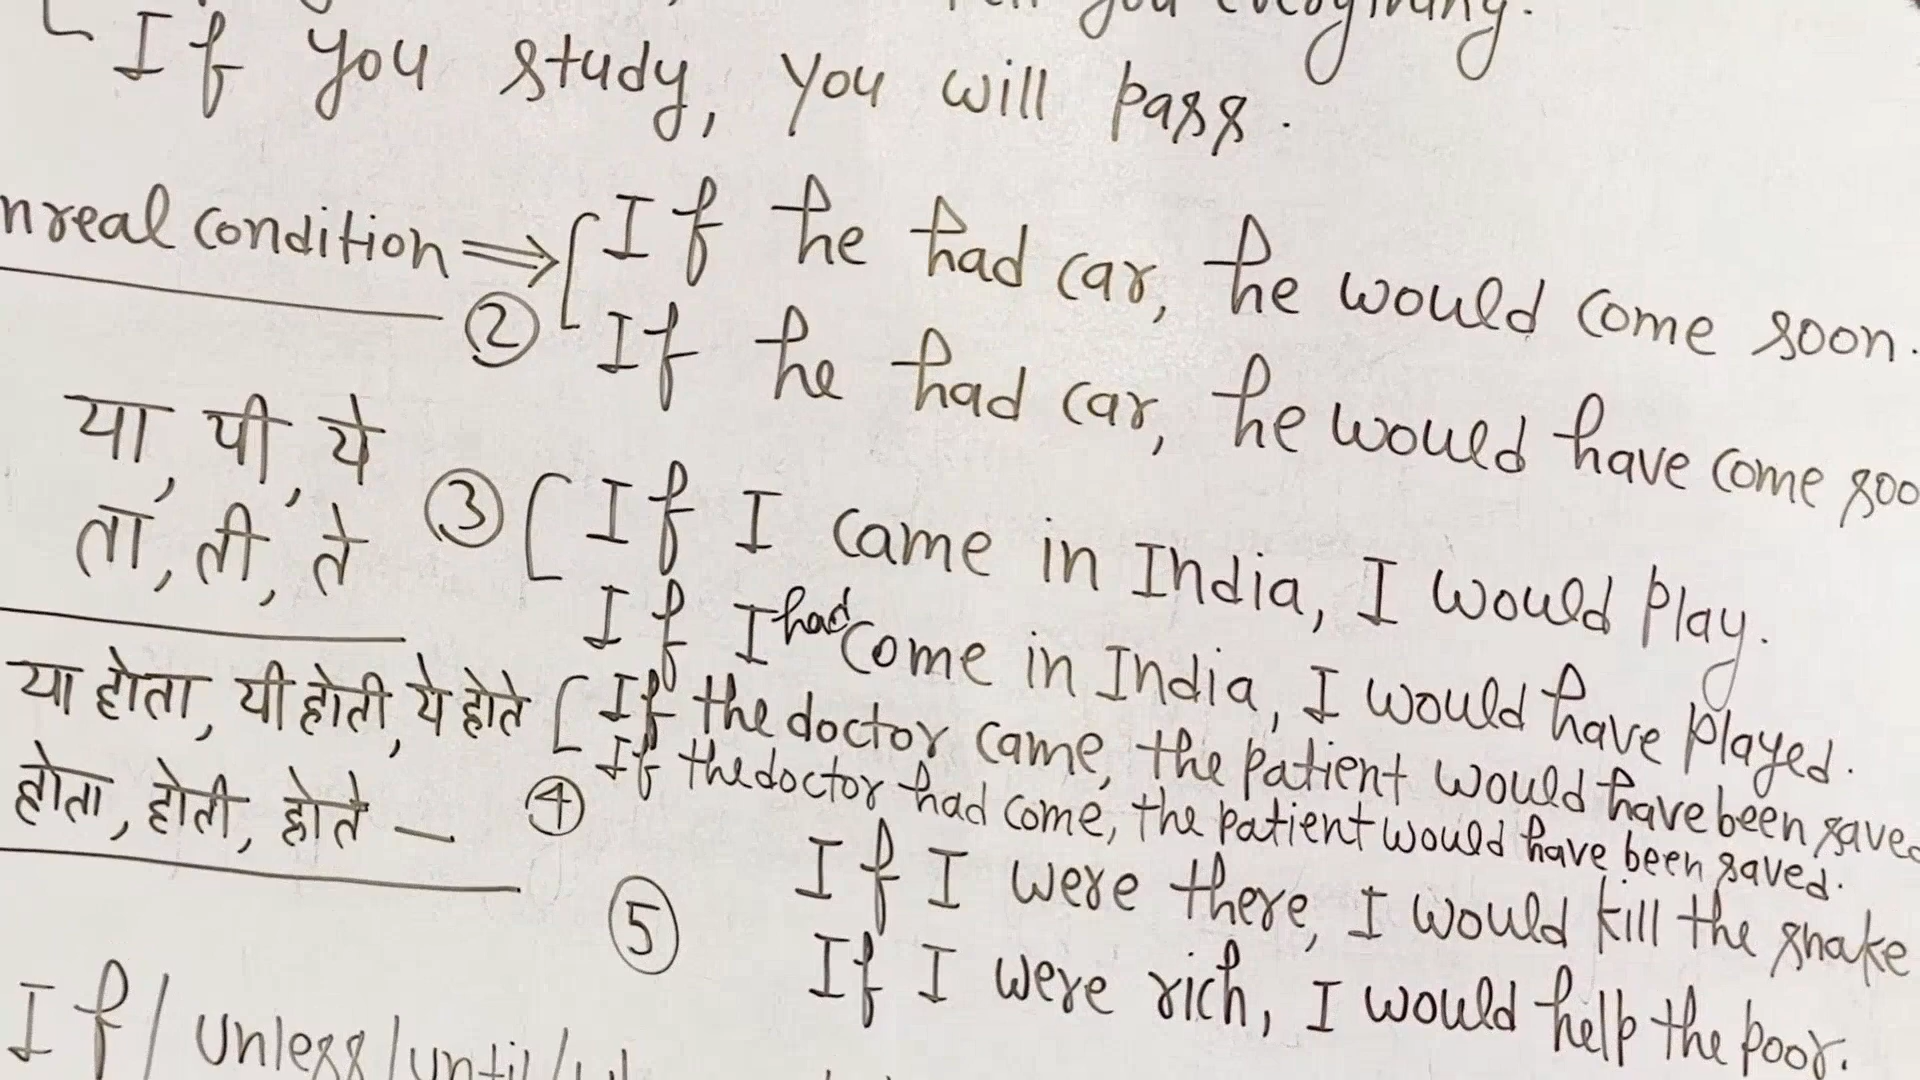 you
If you study, you will pass.
nreal condition ⇒ [ If he had car, he would come soon.
② If he had car, he would have come soo
या, यी, ये
ता, ती, ते
③ [ If I came in India, I would play.
If I had come in India, I would have played.
या होता, यी होती, ये होते
होता, होती, होते —
④ [ If the doctor came, the patient would have been saved
If the doctor had come, the patient would have been saved.
⑤ If I were there, I would kill the snake
If I were rich, I would help the poor.
If / unless / until /